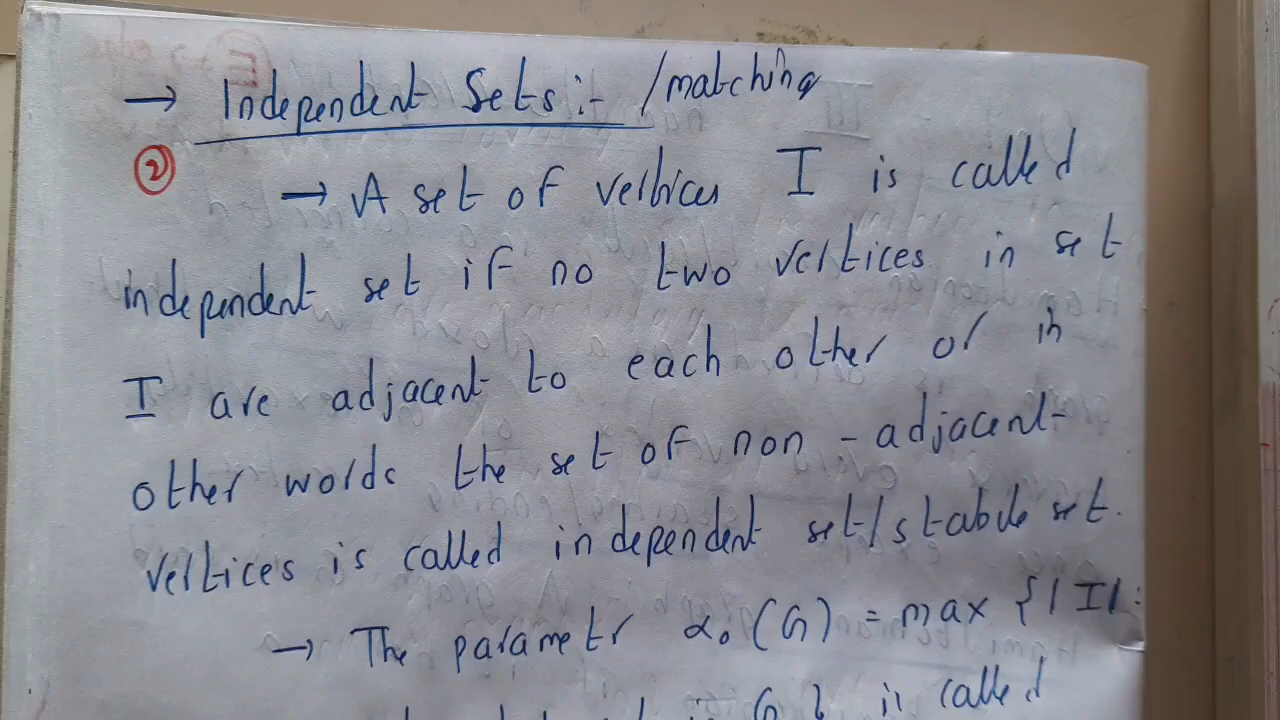 → Independent Sets :- / matching
②
→ A set of vertices I is called
independent set if no two vertices in set
I are adjacent to each other or in
other words the set of non - adjacent
vertices is called independent set/stable set.
→ The parametr α₀(G) = max {|I|:
in G } is called